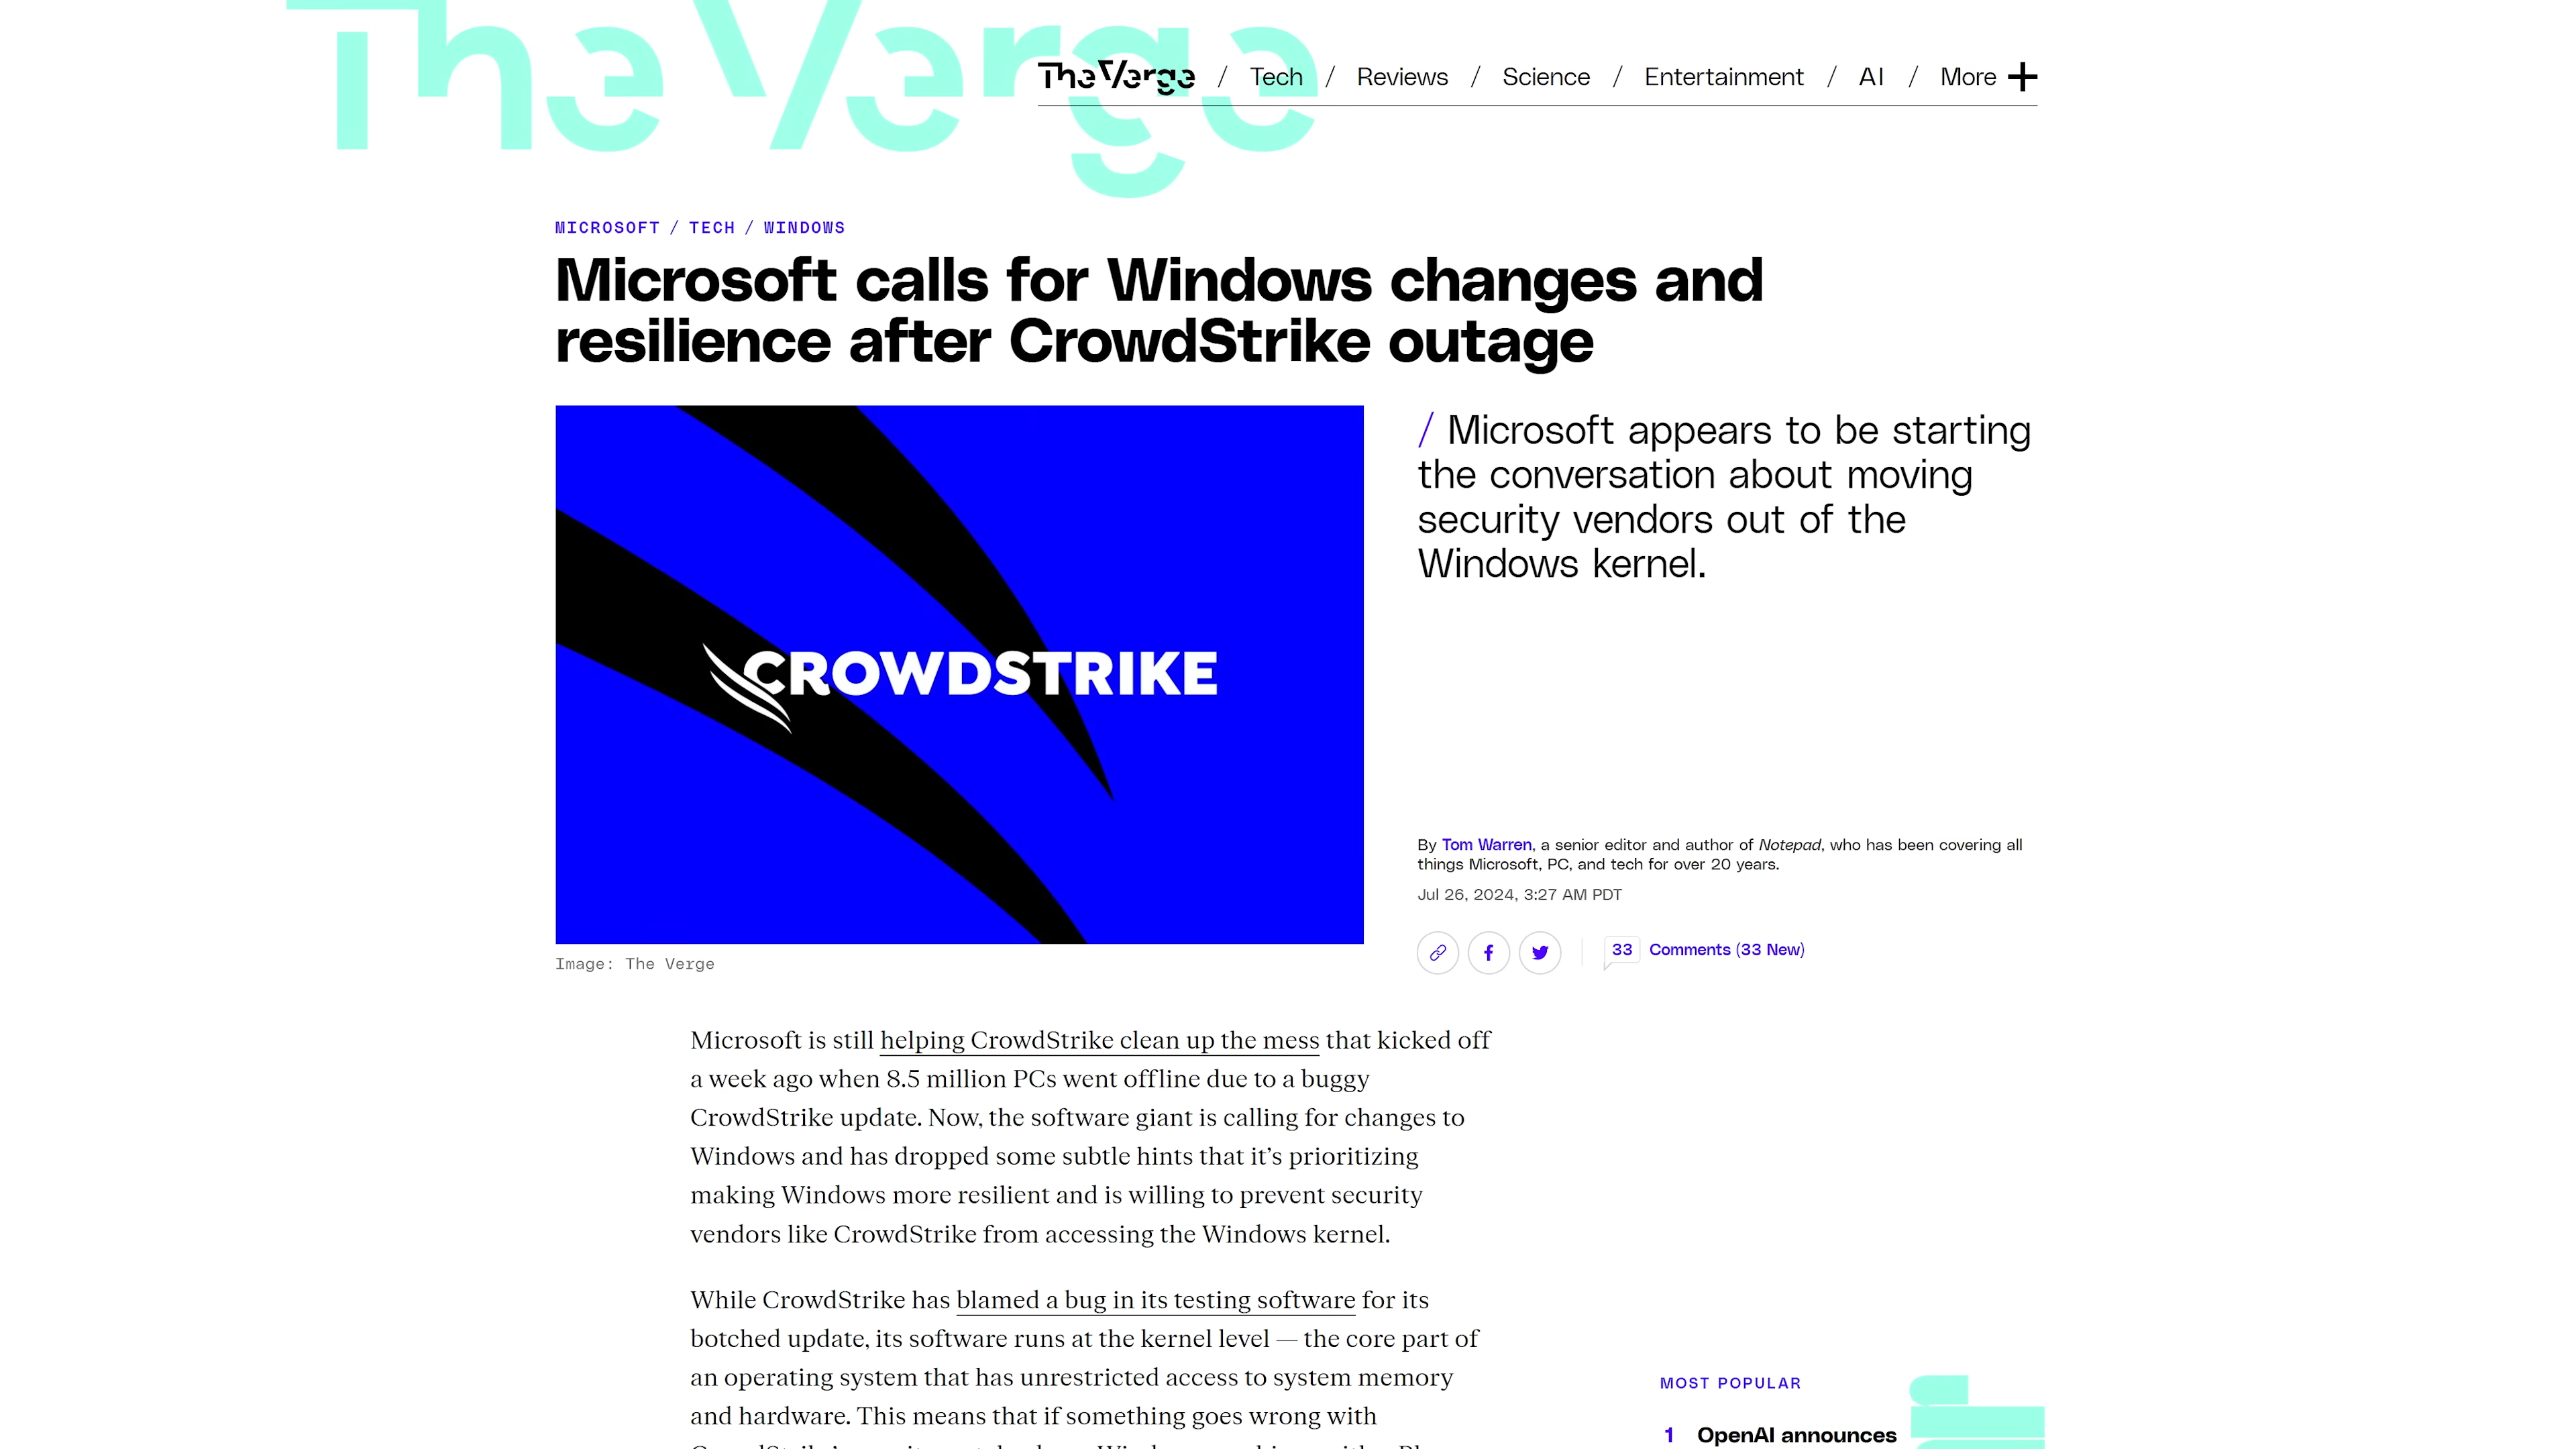 The Verge
The Verge / Tech / Reviews / Science / Entertainment / AI / More +
MICROSOFT / TECH / WINDOWS
Microsoft calls for Windows changes and
resilience after CrowdStrike outage
CROWDSTRIKE
Image: The Verge
/ Microsoft appears to be starting
the conversation about moving
security vendors out of the
Windows kernel.
By Tom Warren, a senior editor and author of Notepad, who has been covering all
things Microsoft, PC, and tech for over 20 years.
Jul 26, 2024, 3:27 AM PDT
33 Comments (33 New)
Microsoft is still helping CrowdStrike clean up the mess that kicked off
a week ago when 8.5 million PCs went offline due to a buggy
CrowdStrike update. Now, the software giant is calling for changes to
Windows and has dropped some subtle hints that it’s prioritizing
making Windows more resilient and is willing to prevent security
vendors like CrowdStrike from accessing the Windows kernel.
While CrowdStrike has blamed a bug in its testing software for its
botched update, its software runs at the kernel level — the core part of
an operating system that has unrestricted access to system memory
and hardware. This means that if something goes wrong with
MOST POPULAR
1 OpenAI announces